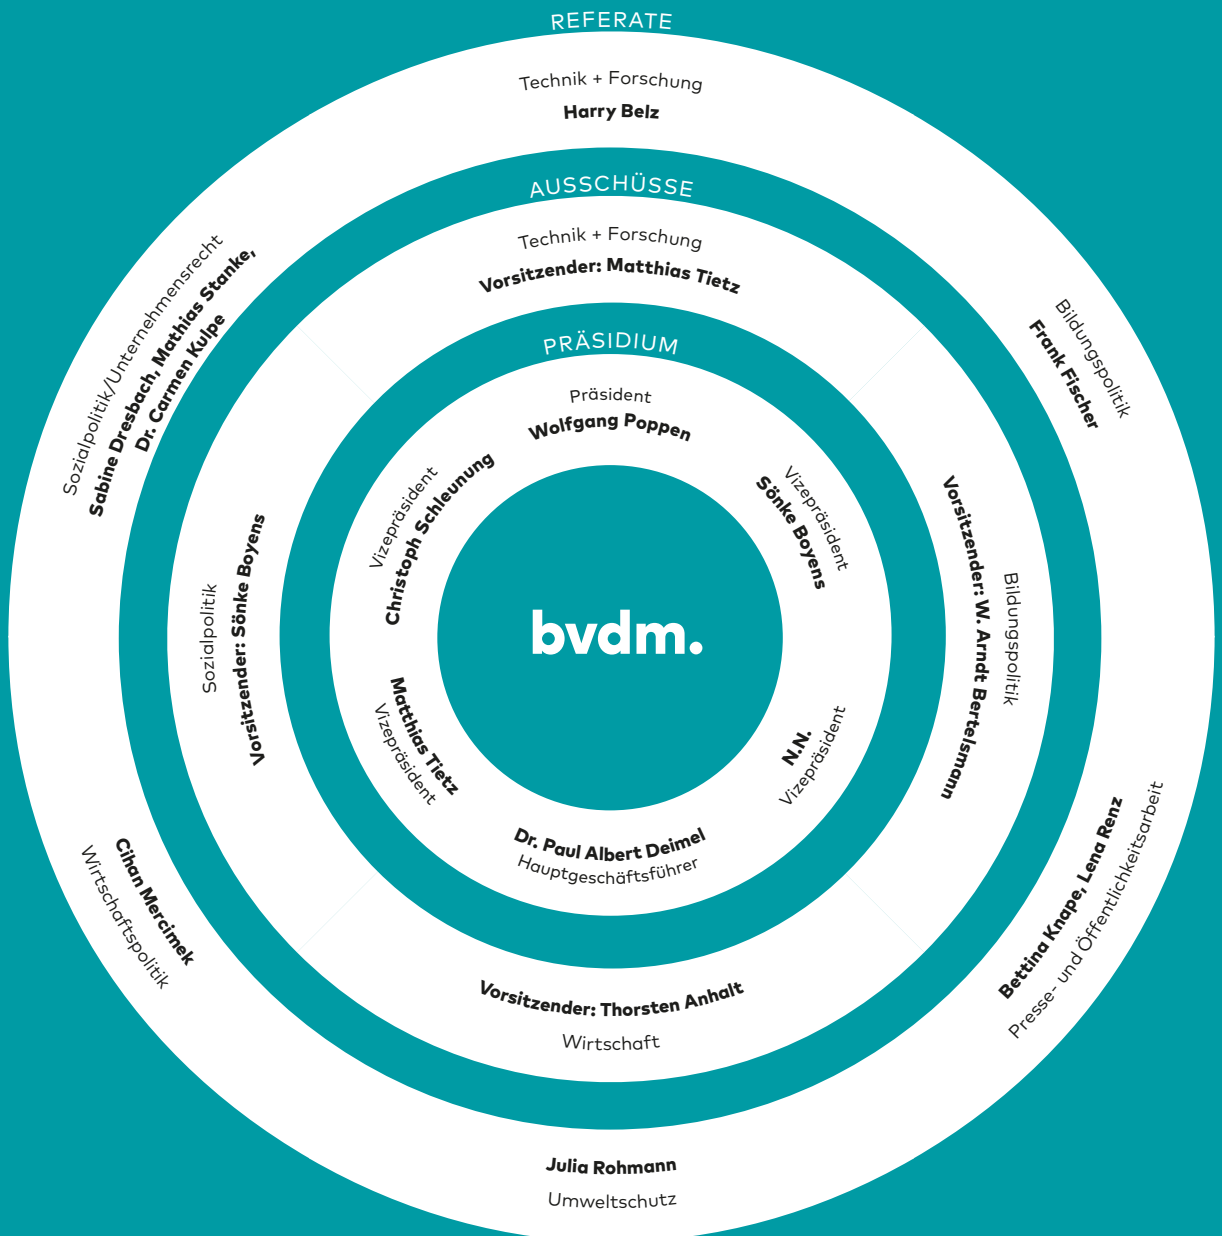 REFERATE
Technik + Forschung
Harry Belz
Bildungspolitik
Frank Fischer
Bettina Knape, Lena Renz
Presse- und Öffentlichkeitsarbeit
Julia Rohmann
Umweltschutz
Cihan Mercimek
Wirtschaftspolitik
Sozialpolitik/Unternehmensrecht
Sabine Dresbach, Mathias Stanke,
Dr. Carmen Kulpe
AUSSCHÜSSE
Technik + Forschung
Vorsitzender: Matthias Tietz
Bildungspolitik
Vorsitzender: W. Arndt Bertelsmann
Vorsitzender: Thorsten Anhalt
Wirtschaft
Sozialpolitik
Vorsitzender: Sönke Boyens
PRÄSIDIUM
Präsident
Wolfgang Poppen
Vizepräsident
Sönke Boyens
N.N.
Vizepräsident
Dr. Paul Albert Deimel
Hauptgeschäftsführer
Matthias Tietz
Vizepräsident
Vizepräsident
Christoph Schleunung
bvdm.